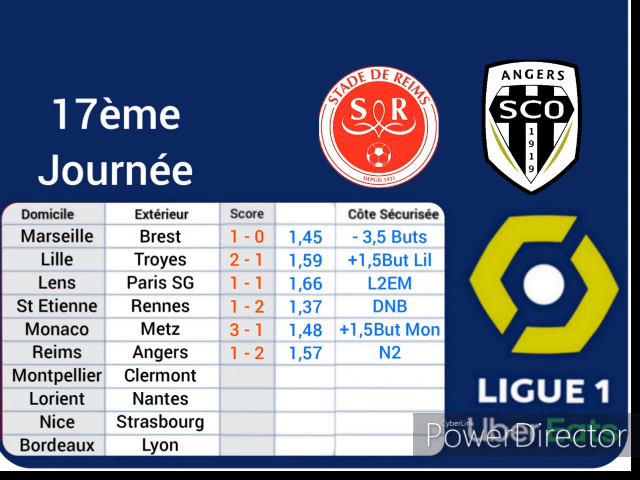 17ème
Journée
STADE DE REIMS
S R
DEPUIS 1931
ANGERS
SCO
1919
Domicile Extérieur Score Côte Sécurisée
Marseille Brest 1 - 0 1,45 - 3,5 Buts
Lille Troyes 2 - 1 1,59 +1,5But Lil
Lens Paris SG 1 - 1 1,66 L2EM
St Etienne Rennes 1 - 2 1,37 DNB
Monaco Metz 3 - 1 1,48 +1,5But Mon
Reims Angers 1 - 2 1,57 N2
Montpellier Clermont
Lorient Nantes
Nice Strasbourg
Bordeaux Lyon
LIGUE 1
Uber Eats
CyberLink
PowerDirector